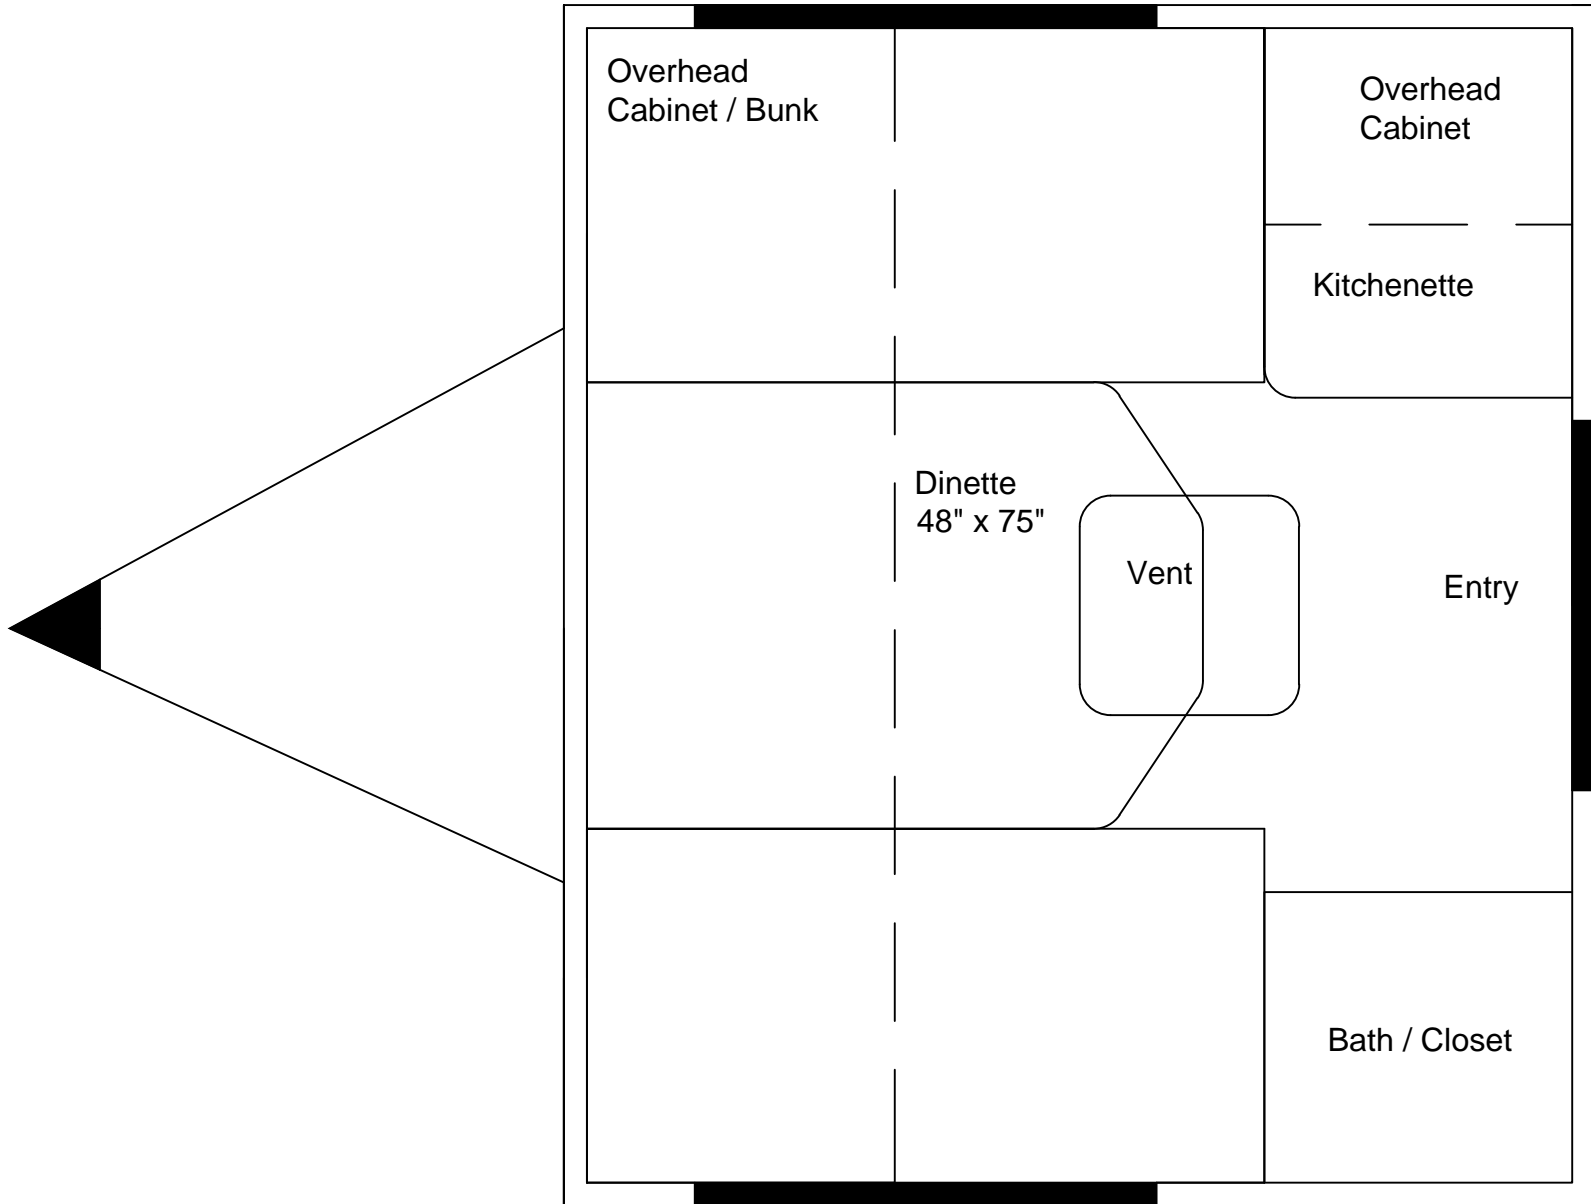 Overhead
Cabinet / Bunk
Overhead
Cabinet
Kitchenette
Dinette
48" x 75"
Vent
Entry
Bath / Closet